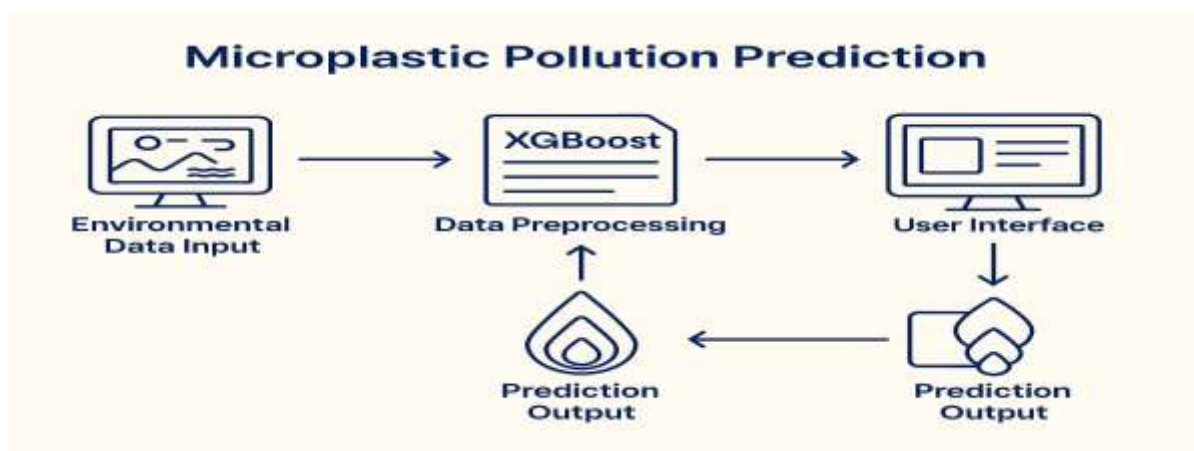 Microplastic Pollution Prediction
XGBoost
Environmental
Data Input
Data Preprocessing
User Interface
Prediction
Output
Prediction
Output